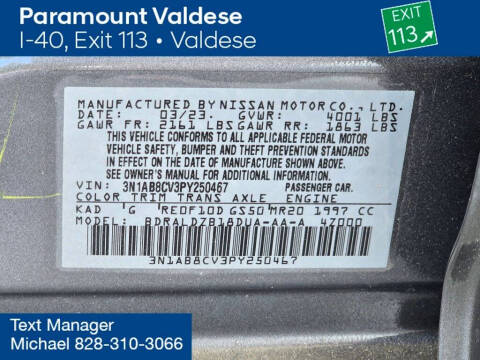 Paramount Valdese
I-40, Exit 113 • Valdese
EXIT
113
MANUFACTURED BY NISSAN MOTOR CO., LTD.
DATE: 03/23. GVWR: 4001 LBS
GAWR FR: 2161 LBS GAWR RR: 1863 LBS
THIS VEHICLE CONFORMS TO ALL APPLICABLE FEDERAL MOTOR
VEHICLE SAFETY, BUMPER AND THEFT PREVENTION STANDARDS
IN EFFECT ON THE DATE OF MANUFACTURE SHOWN ABOVE.
SEE OWNER'S MANUAL FOR ADDITIONAL INFORMATION.
VIN: 3N1AB8CV3PY250467 PASSENGER CAR.
COLOR TRIM TRANS AXLE ENGINE
KAD G RE0F10D GS50 MR20 1997 CC
MODEL: BDRALDZB18DUA-AA-A 47000
3N1AB8CV3PY250467
Text Manager
Michael 828-310-3066